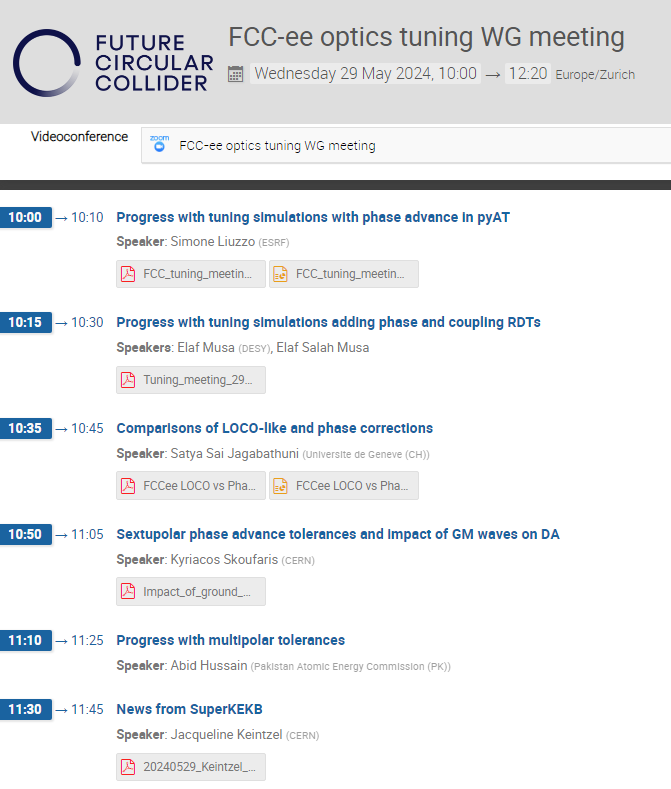 FUTURE
CIRCULAR
COLLIDER
FCC-ee optics tuning WG meeting
Wednesday 29 May 2024, 10:00 → 12:20 Europe/Zurich
Videoconference
zoom
FCC-ee optics tuning WG meeting
10:00 → 10:10 Progress with tuning simulations with phase advance in pyAT
Speaker: Simone Liuzzo (ESRF)
FCC_tuning_meetin... FCC_tuning_meetin...
10:15 → 10:30 Progress with tuning simulations adding phase and coupling RDTs
Speakers: Elaf Musa (DESY), Elaf Salah Musa
Tuning_meeting_29...
10:35 → 10:45 Comparisons of LOCO-like and phase corrections
Speaker: Satya Sai Jagabathuni (Universite de Geneve (CH))
FCCee LOCO vs Pha... FCCee LOCO vs Pha...
10:50 → 11:05 Sextupolar phase advance tolerances and Impact of GM waves on DA
Speaker: Kyriacos Skoufaris (CERN)
Impact_of_ground_...
11:10 → 11:25 Progress with multipolar tolerances
Speaker: Abid Hussain (Pakistan Atomic Energy Commission (PK))
11:30 → 11:45 News from SuperKEKB
Speaker: Jacqueline Keintzel (CERN)
20240529_Keintzel_...